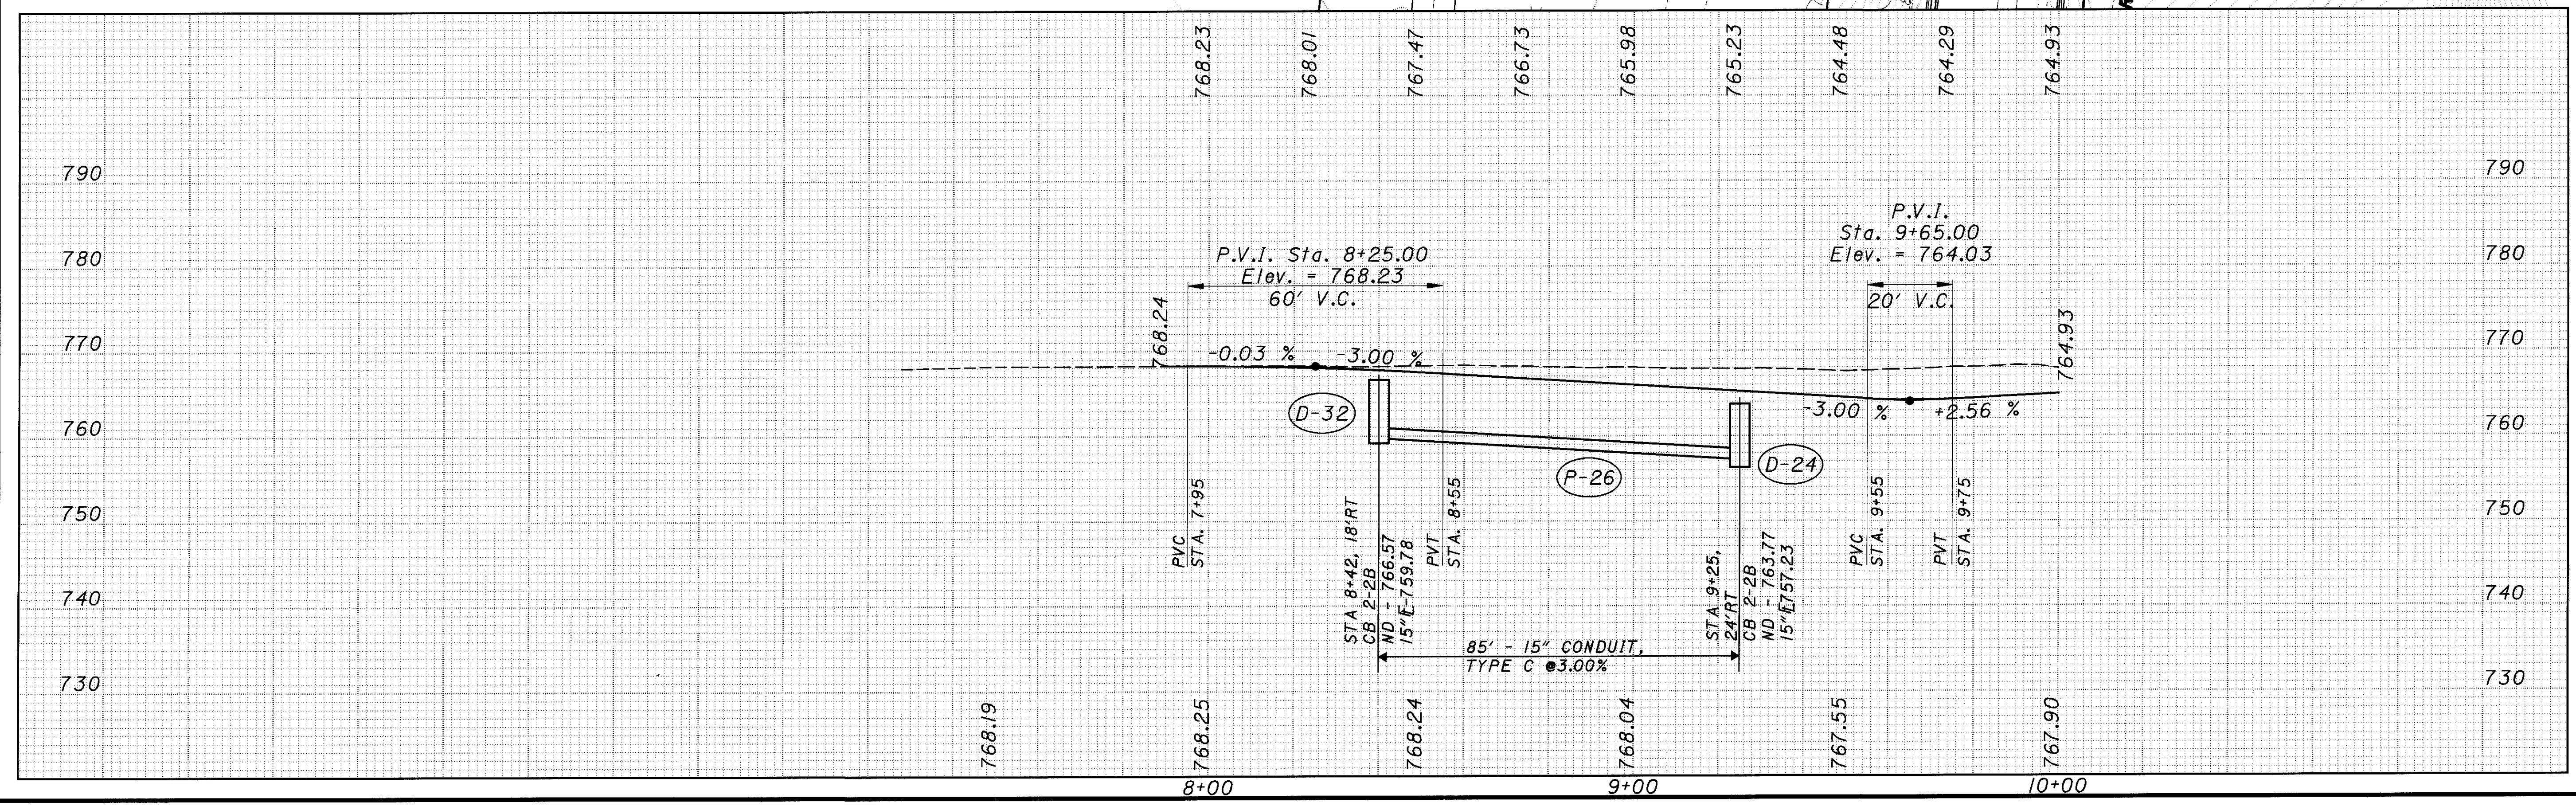 768.23
768.01
767.47
766.73
765.98
765.23
764.48
764.29
764.93
790
790
780
780
770
770
760
760
750
750
740
740
730
730
P.V.I. Sta. 8+25.00
Elev. = 768.23
60' V.C.
P.V.I.
Sta. 9+65.00
Elev. = 764.03
20' V.C.
768.24
-0.03 %
-3.00 %
-3.00 %
+2.56 %
764.93
D-32
P-26
D-24
PVC
STA. 7+95
STA 8+42, 18'RT
CB 2-2B
ND - 766.57
15" E-759.78
PVT
STA. 8+55
STA 9+25,
24'RT
CB 2-2B
ND - 763.77
15" E 757.23
PVC
STA. 9+55
PVT
STA. 9+75
85' - 15" CONDUIT,
TYPE C @3.00%
768.19
768.25
768.24
768.04
767.55
767.90
8+00
9+00
10+00